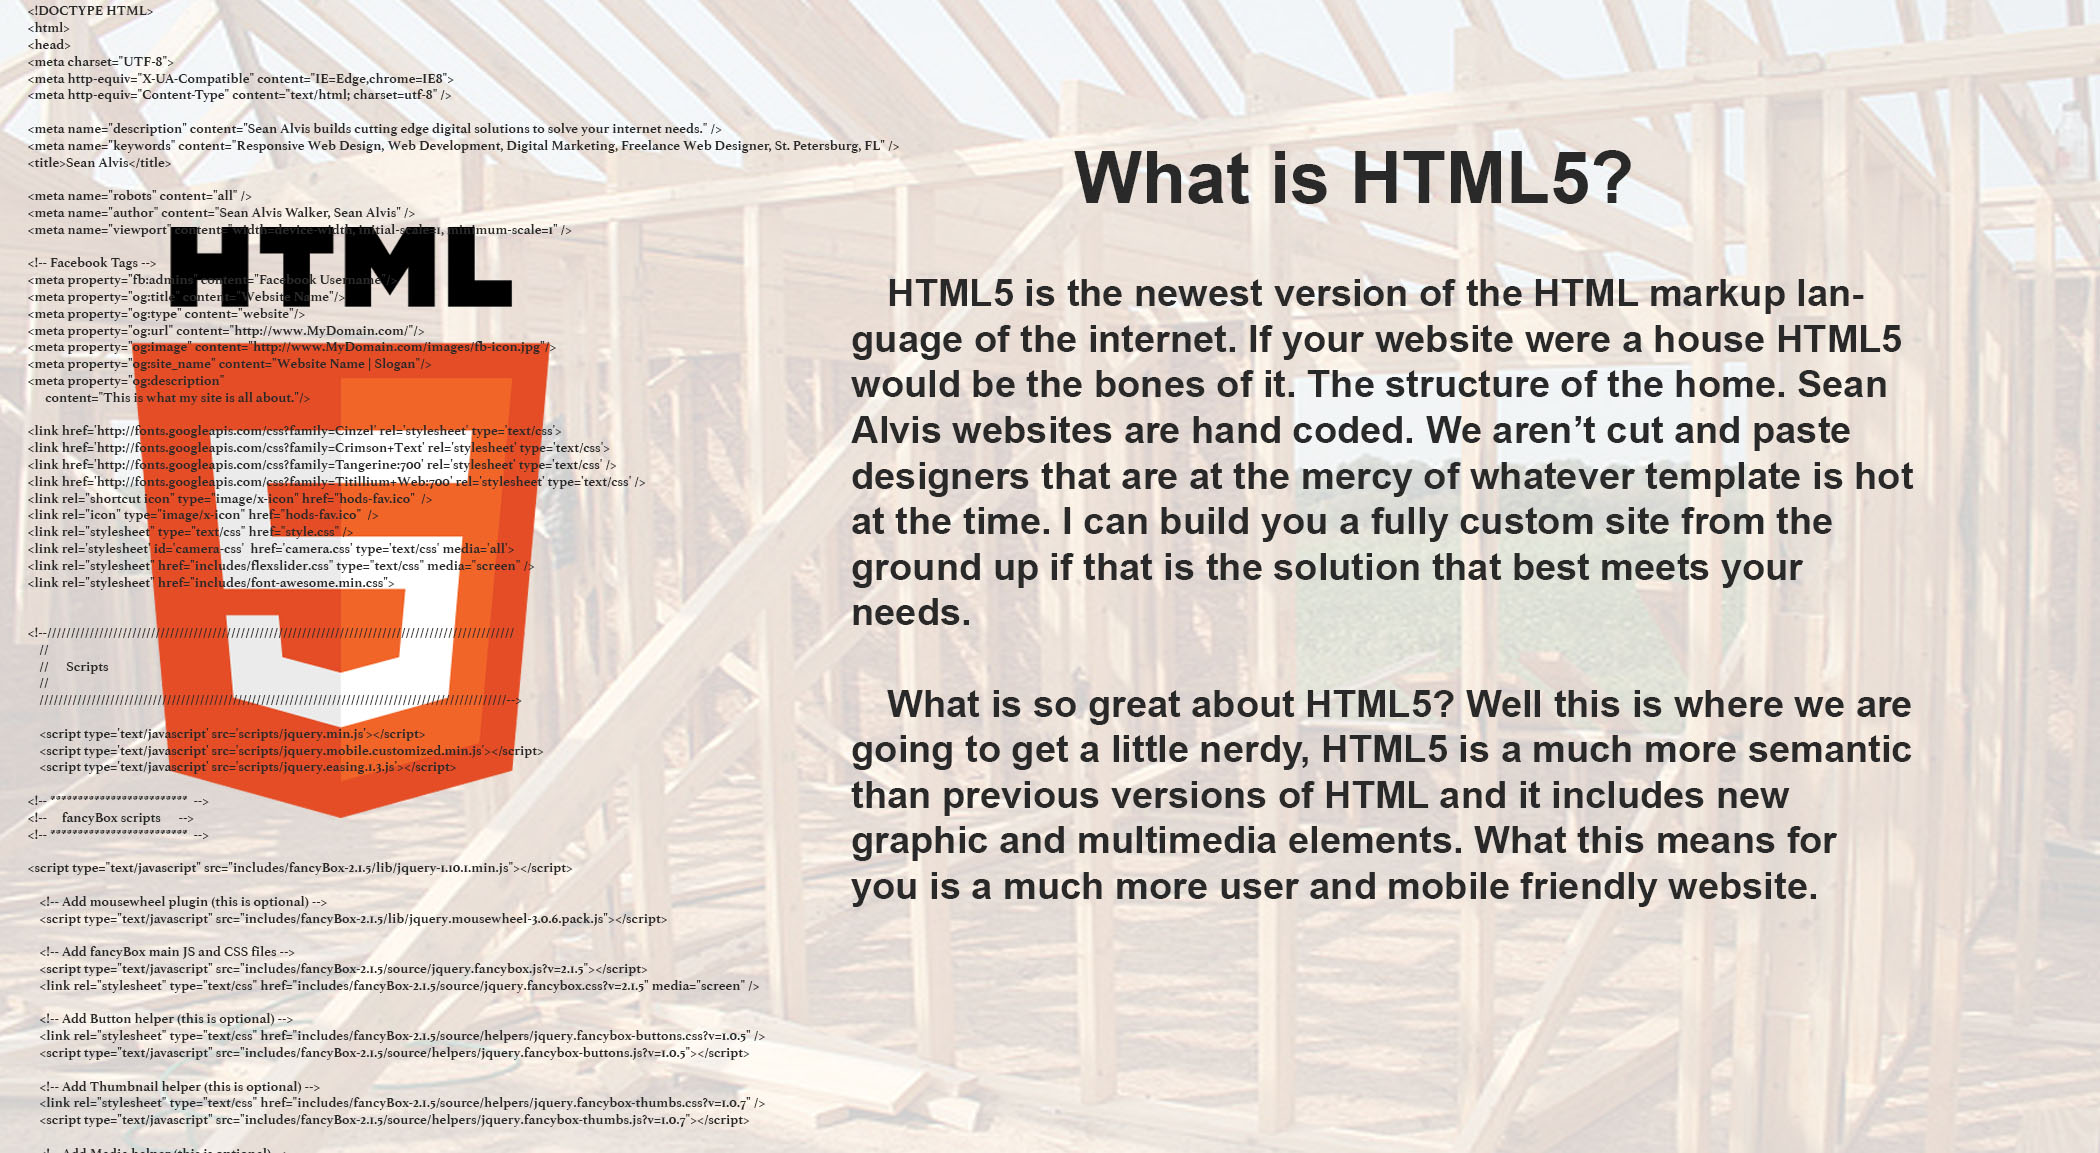 <!DOCTYPE HTML>
<html>
<head>
<meta charset="UTF-8">
<meta http-equiv="X-UA-Compatible" content="IE=Edge,chrome=IE8">
<meta http-equiv="Content-Type" content="text/html; charset=utf-8" />
<meta name="description" content="Sean Alvis builds cutting edge digital solutions to solve your internet needs." />
<meta name="keywords" content="Responsive Web Design, Web Development, Digital Marketing, Freelance Web Designer, St. Petersburg, FL" />
<title>Sean Alvis</title>
<meta name="robots" content="all" />
<meta name="author" content="Sean Alvis Walker, Sean Alvis" />
<meta name="viewport" content="width=device-width, initial-scale=1, minimum-scale=1" />
HTML
<!-- Facebook Tags -->
<meta property="fb:admins" content="Facebook Username"/>
<meta property="og:title" content="Website Name"/>
<meta property="og:type" content="website"/>
<meta property="og:url" content="http://www.MyDomain.com/"/>
<meta property="og:image" content="http://www.MyDomain.com/images/fb-icon.jpg"/>
<meta property="og:site_name" content="Website Name | Slogan"/>
<meta property="og:description"
content="This is what my site is all about."/>
<link href='http://fonts.googleapis.com/css?family=Cinzel' rel='stylesheet' type='text/css'>
<link href='http://fonts.googleapis.com/css?family=Crimson+Text' rel='stylesheet' type='text/css'>
<link href='http://fonts.googleapis.com/css?family=Tangerine:700' rel='stylesheet' type='text/css' />
<link href='http://fonts.googleapis.com/css?family=Titillium+Web:700' rel='stylesheet' type='text/css' />
<link rel="shortcut icon" type="image/x-icon" href="hods-fav.ico" />
<link rel="icon" type="image/x-icon" href="hods-fav.ico" />
<link rel="stylesheet" type="text/css" href="style.css" />
<link rel='stylesheet' id='camera-css' href='camera.css' type='text/css' media='all'>
<link rel="stylesheet" href="includes/flexslider.css" type="text/css" media="screen" />
<link rel="stylesheet" href="includes/font-awesome.min.css">
5
<!--///////////////////////////////////////////////////////////////////////////////////////////////////
//
// Scripts
//
///////////////////////////////////////////////////////////////////////////////////////////////////-->
<script type='text/javascript' src='scripts/jquery.min.js'></script>
<script type='text/javascript' src='scripts/jquery.mobile.customized.min.js'></script>
<script type='text/javascript' src='scripts/jquery.easing.1.3.js'></script>
<!-- ************************* -->
<!-- fancyBox scripts -->
<!-- ************************* -->
<script type="text/javascript" src="includes/fancyBox-2.1.5/lib/jquery-1.10.1.min.js"></script>
<!-- Add mousewheel plugin (this is optional) -->
<script type="text/javascript" src="includes/fancyBox-2.1.5/lib/jquery.mousewheel-3.0.6.pack.js"></script>
<!-- Add fancyBox main JS and CSS files -->
<script type="text/javascript" src="includes/fancyBox-2.1.5/source/jquery.fancybox.js?v=2.1.5"></script>
<link rel="stylesheet" type="text/css" href="includes/fancyBox-2.1.5/source/jquery.fancybox.css?v=2.1.5" media="screen" />
<!-- Add Button helper (this is optional) -->
<link rel="stylesheet" type="text/css" href="includes/fancyBox-2.1.5/source/helpers/jquery.fancybox-buttons.css?v=1.0.5" />
<script type="text/javascript" src="includes/fancyBox-2.1.5/source/helpers/jquery.fancybox-buttons.js?v=1.0.5"></script>
<!-- Add Thumbnail helper (this is optional) -->
<link rel="stylesheet" type="text/css" href="includes/fancyBox-2.1.5/source/helpers/jquery.fancybox-thumbs.css?v=1.0.7" />
<script type="text/javascript" src="includes/fancyBox-2.1.5/source/helpers/jquery.fancybox-thumbs.js?v=1.0.7"></script>
<!-- Add Media helper (this is optional) -->
What is HTML5?
HTML5 is the newest version of the HTML markup lan-
guage of the internet. If your website were a house HTML5
would be the bones of it. The structure of the home. Sean
Alvis websites are hand coded. We aren’t cut and paste
designers that are at the mercy of whatever template is hot
at the time. I can build you a fully custom site from the
ground up if that is the solution that best meets your
needs.
What is so great about HTML5? Well this is where we are
going to get a little nerdy, HTML5 is a much more semantic
than previous versions of HTML and it includes new
graphic and multimedia elements. What this means for
you is a much more user and mobile friendly website.